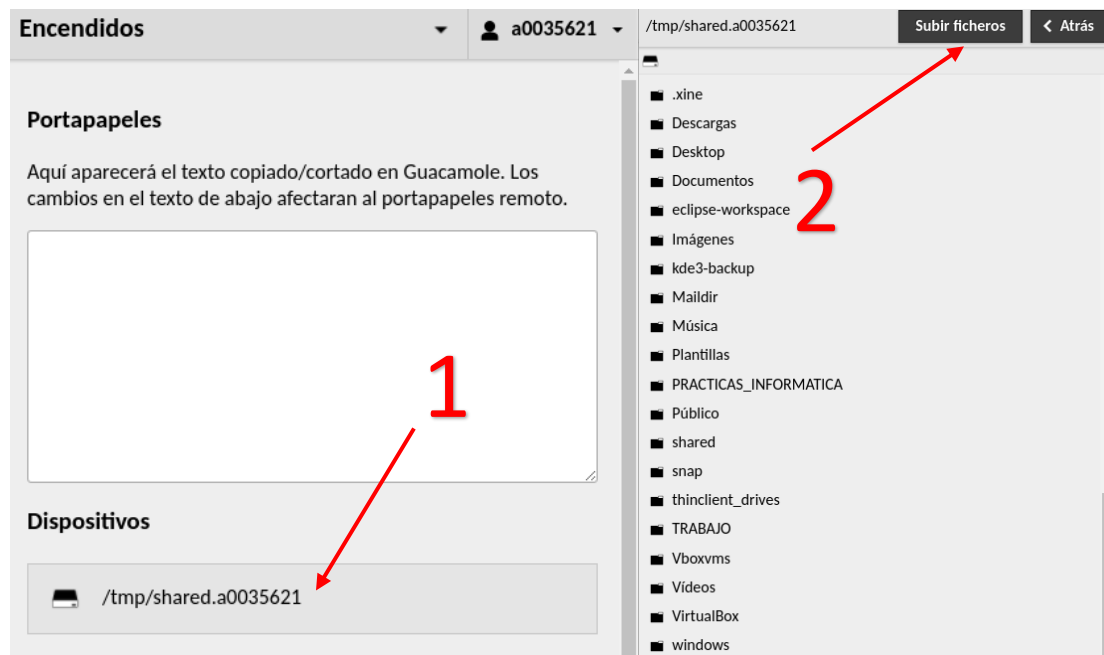 Encendidos
a0035621
Portapapeles
Aquí aparecerá el texto copiado/cortado en Guacamole. Los
cambios en el texto de abajo afectaran al portapapeles remoto.
1
Dispositivos
/tmp/shared.a0035621
/tmp/shared.a0035621
Subir ficheros
Atrás
.xine
Descargas
Desktop
Documentos
2
eclipse-workspace
Imágenes
kde3-backup
Maildir
Música
Plantillas
PRACTICAS_INFORMATICA
Público
shared
snap
thinclient_drives
TRABAJO
Vboxvms
Vídeos
VirtualBox
windows